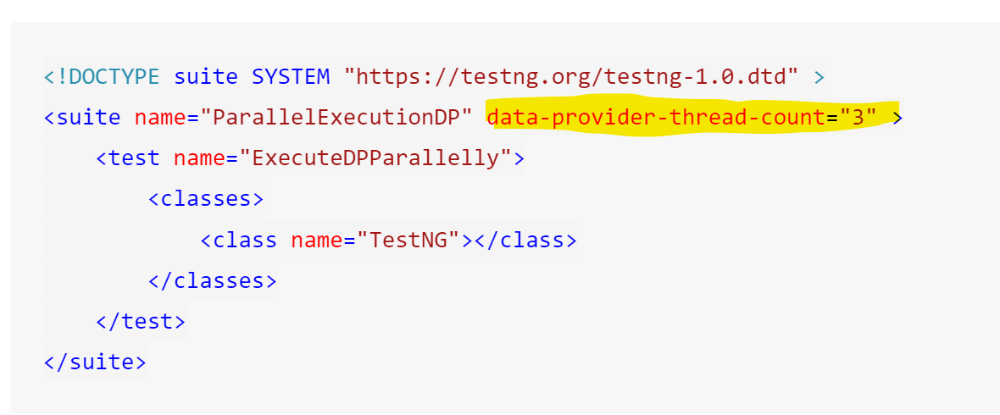 <!DOCTYPE suite SYSTEM "https://testng.org/testng-1.0.dtd" >
<suite name="ParallelExecutionDP" data-provider-thread-count="3" >
<test name="ExecuteDPParallelly">
<classes>
<class name="TestNG"></class>
</classes>
</test>
</suite>